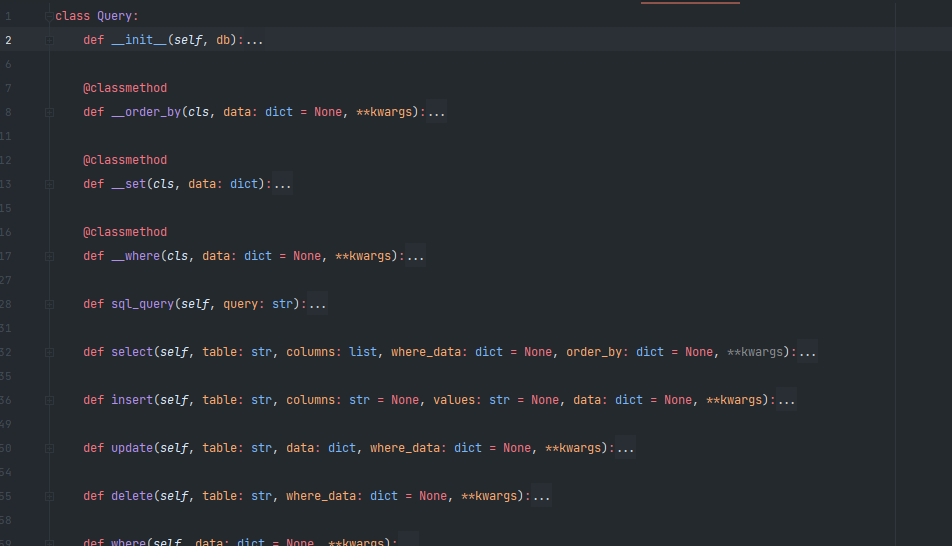 1 class Query:
2 def __init__(self, db):...
6
7 @classmethod
8 def __order_by(cls, data: dict = None, **kwargs):...
11
12 @classmethod
13 def __set(cls, data: dict):...
15
16 @classmethod
17 def __where(cls, data: dict = None, **kwargs):...
27
28 def sql_query(self, query: str):...
31
32 def select(self, table: str, columns: list, where_data: dict = None, order_by: dict = None, **kwargs):...
35
36 def insert(self, table: str, columns: str = None, values: str = None, data: dict = None, **kwargs):...
49
50 def update(self, table: str, data: dict, where_data: dict = None, **kwargs):...
54
55 def delete(self, table: str, where_data: dict = None, **kwargs):...
58
59 def where(self, data: dict = None, **kwargs):...